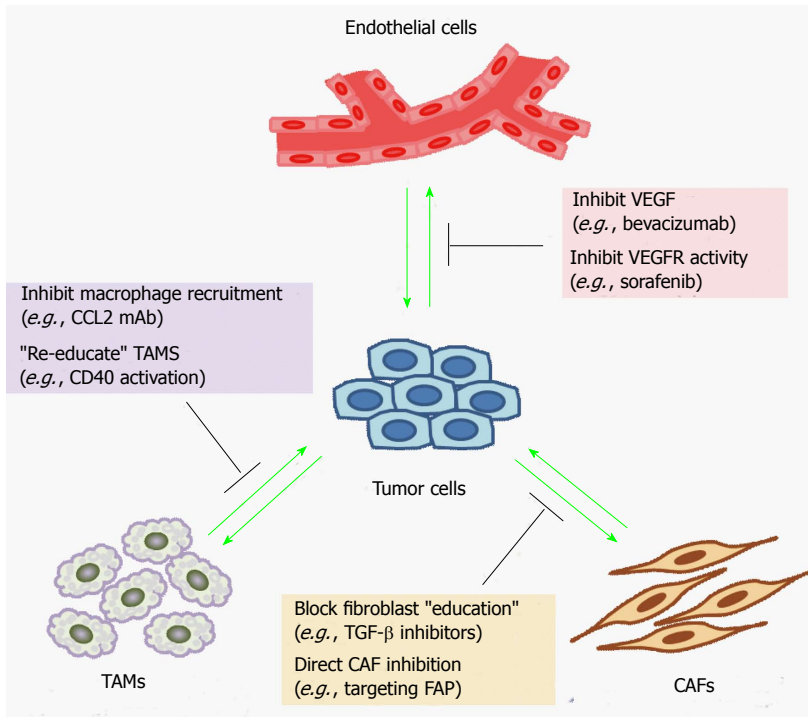 Endothelial cells
Inhibit VEGF
(e.g., bevacizumab)
Inhibit VEGFR activity
(e.g., sorafenib)
Inhibit macrophage recruitment
(e.g., CCL2 mAb)
"Re-educate" TAMS
(e.g., CD40 activation)
Tumor cells
Block fibroblast "education"
(e.g., TGF-β inhibitors)
Direct CAF inhibition
(e.g., targeting FAP)
TAMs
CAFs